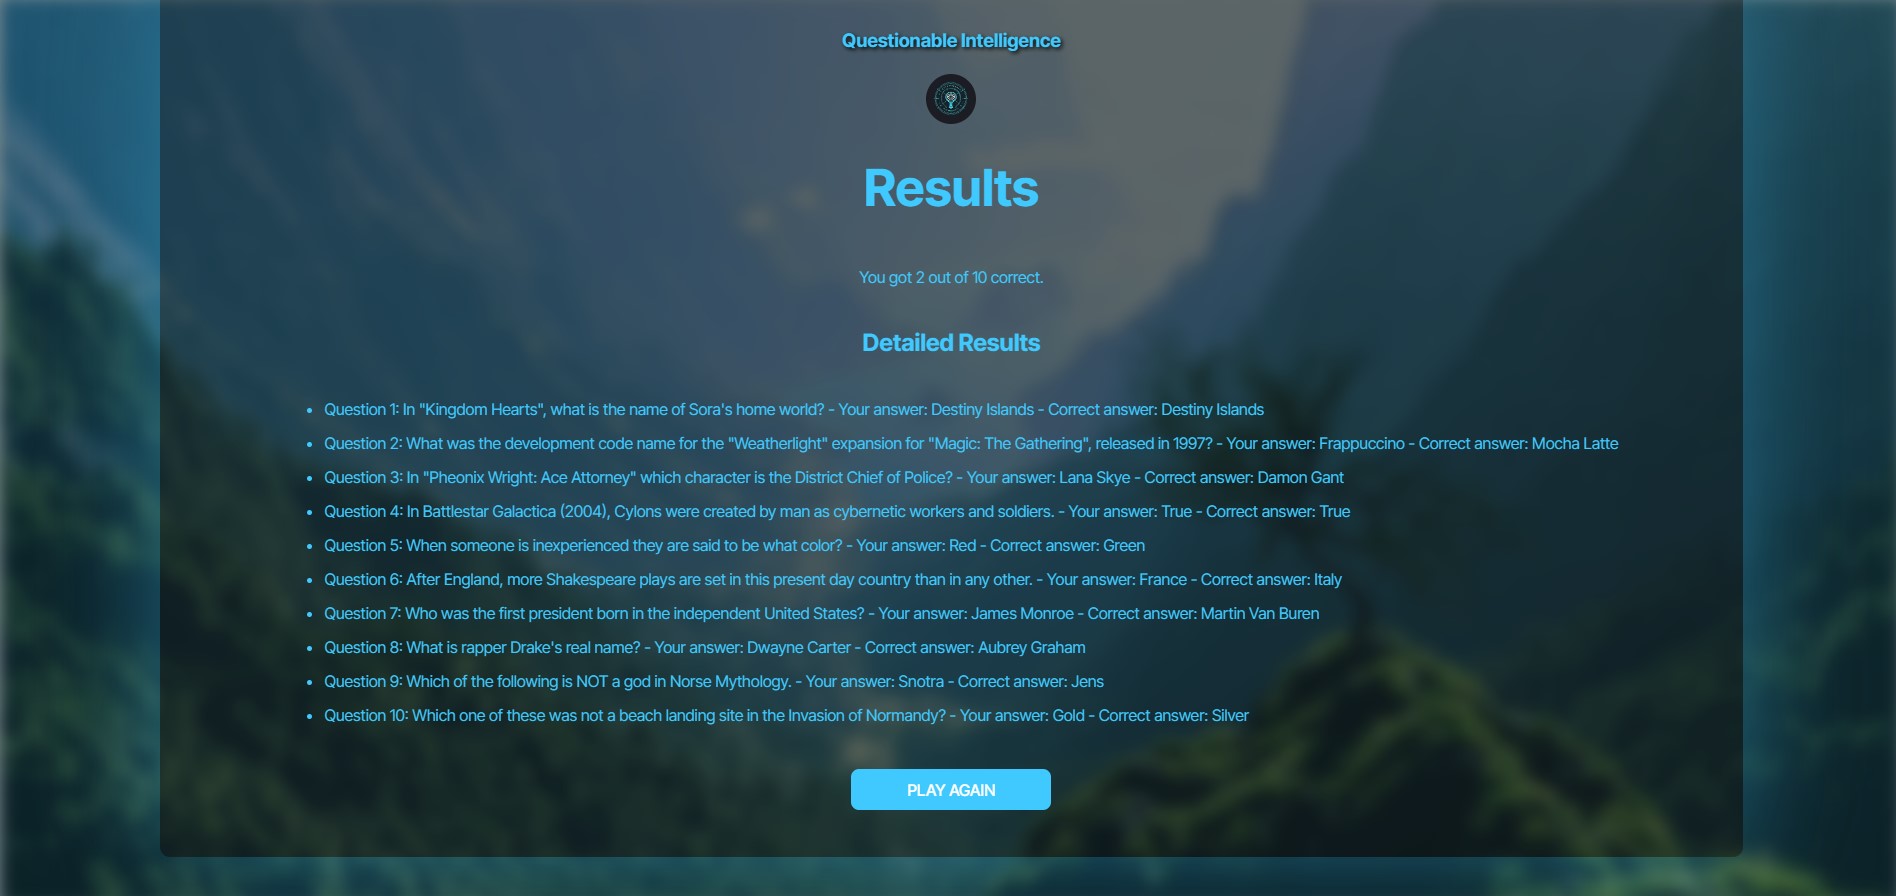 Questionable Intelligence
Results
You got 2 out of 10 correct.
Detailed Results
Question 1: In "Kingdom Hearts", what is the name of Sora's home world? - Your answer: Destiny Islands - Correct answer: Destiny Islands
Question 2: What was the development code name for the "Weatherlight" expansion for "Magic: The Gathering", released in 1997? - Your answer: Frappuccino - Correct answer: Mocha Latte
Question 3: In "Pheonix Wright: Ace Attorney" which character is the District Chief of Police? - Your answer: Lana Skye - Correct answer: Damon Gant
Question 4: In Battlestar Galactica (2004), Cylons were created by man as cybernetic workers and soldiers. - Your answer: True - Correct answer: True
Question 5: When someone is inexperienced they are said to be what color? - Your answer: Red - Correct answer: Green
Question 6: After England, more Shakespeare plays are set in this present day country than in any other. - Your answer: France - Correct answer: Italy
Question 7: Who was the first president born in the independent United States? - Your answer: James Monroe - Correct answer: Martin Van Buren
Question 8: What is rapper Drake's real name? - Your answer: Dwayne Carter - Correct answer: Aubrey Graham
Question 9: Which of the following is NOT a god in Norse Mythology. - Your answer: Snotra - Correct answer: Jens
Question 10: Which one of these was not a beach landing site in the Invasion of Normandy? - Your answer: Gold - Correct answer: Silver
PLAY AGAIN